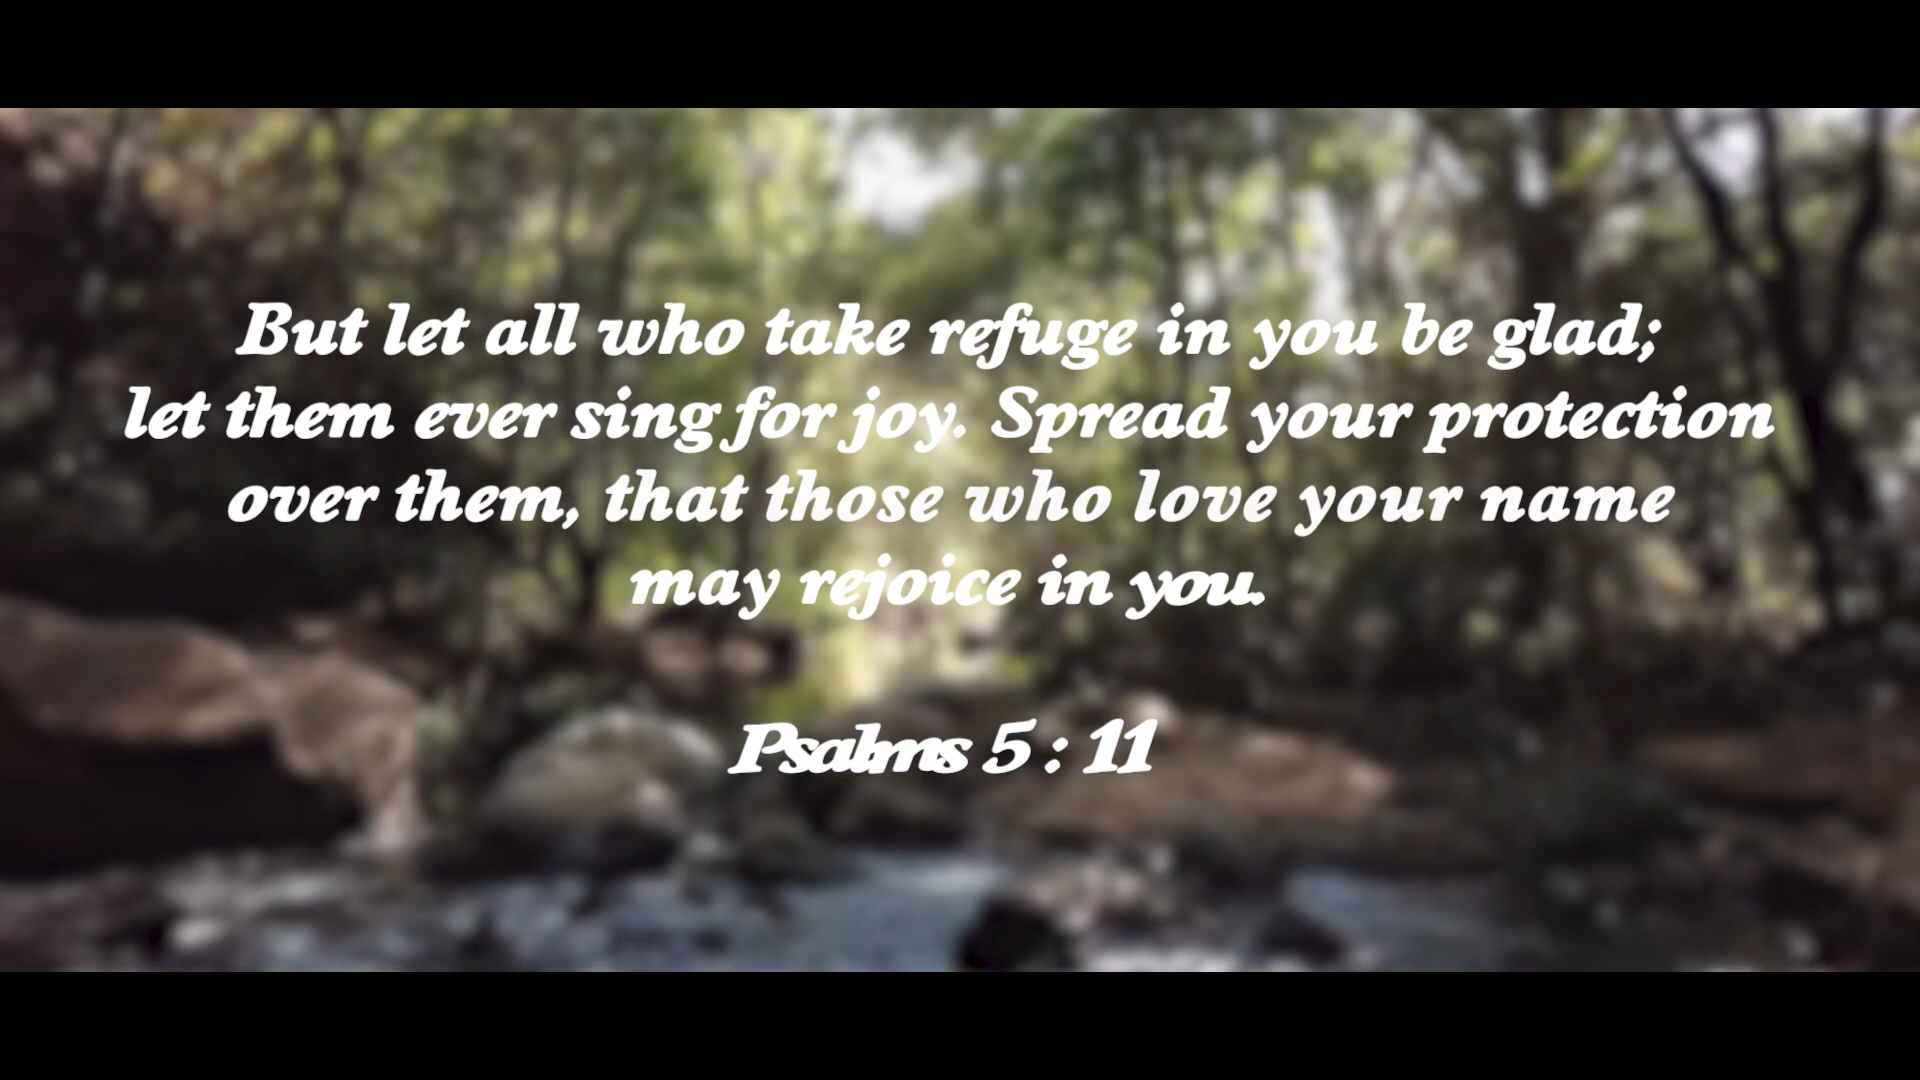 But let all who take refuge in you be glad;
let them ever sing for joy. Spread your protection
over them, that those who love your name
may rejoice in you.
Psalms 5 : 11